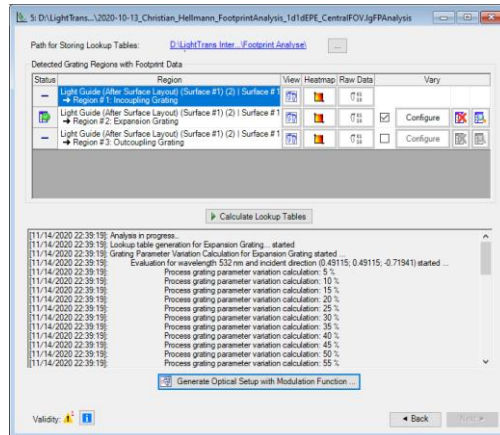 5: D:\LightTrans...\2020-10-13_Christian_Hellmann_FootprintAnalysis_1d1dEPE_CentralFOV.lgFPAnalysis
Path for Storing Lookup Tables: D:\LightTrans Inter...\Footprint Analyse\ ...
Detected Grating Regions with Footprint Data
Status Region View Heatmap Raw Data Vary
Light Guide (After Surface Layout) (Surface #1) (2) | Surface # 1
→ Region #1: Incoupling Grating
Light Guide (After Surface Layout) (Surface #1) (2) | Surface # 1
→ Region #2: Expansion Grating Configure
Light Guide (After Surface Layout) (Surface #1) (2) | Surface # 1
→ Region #3: Outcoupling Grating Configure
Calculate Lookup Tables
[11/14/2020 22:39:19]: Analysis in progress..
[11/14/2020 22:39:19]: Lookup table generation for Expansion Grating... started
[11/14/2020 22:39:19]: Grating Parameter Variation Calculation for Expansion Grating started ...
[11/14/2020 22:39:19]: Evaluation for wavelength 532 nm and incident direction (0.49115; 0.49115; -0.71941) started ...
[11/14/2020 22:39:19]: Process grating parameter variation calculation: 5 %
[11/14/2020 22:39:19]: Process grating parameter variation calculation: 10 %
[11/14/2020 22:39:19]: Process grating parameter variation calculation: 15 %
[11/14/2020 22:39:19]: Process grating parameter variation calculation: 20 %
[11/14/2020 22:39:19]: Process grating parameter variation calculation: 25 %
[11/14/2020 22:39:19]: Process grating parameter variation calculation: 30 %
[11/14/2020 22:39:19]: Process grating parameter variation calculation: 35 %
[11/14/2020 22:39:19]: Process grating parameter variation calculation: 40 %
[11/14/2020 22:39:19]: Process grating parameter variation calculation: 45 %
[11/14/2020 22:39:19]: Process grating parameter variation calculation: 50 %
[11/14/2020 22:39:19]: Process grating parameter variation calculation: 55 %
Generate Optical Setup with Modulation Function ...
Validity: Back Next